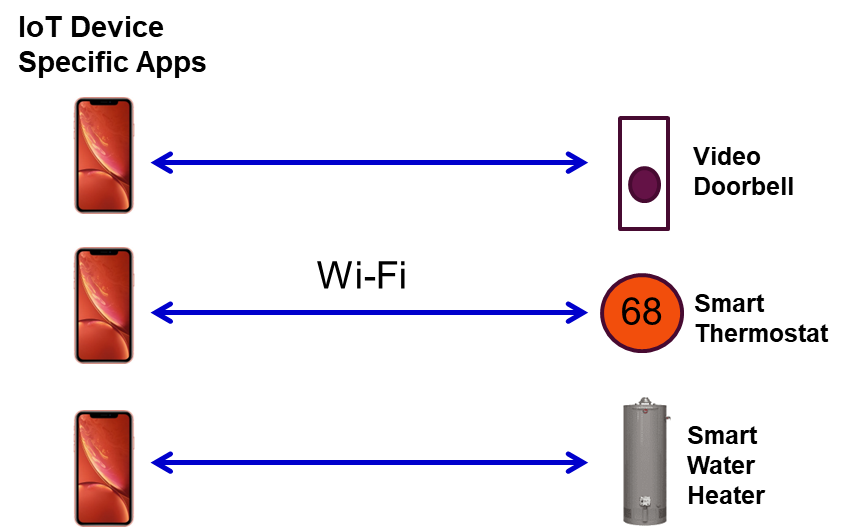 IoT Device
Specific Apps
Video
Doorbell
Wi-Fi
68
Smart
Thermostat
Smart
Water
Heater